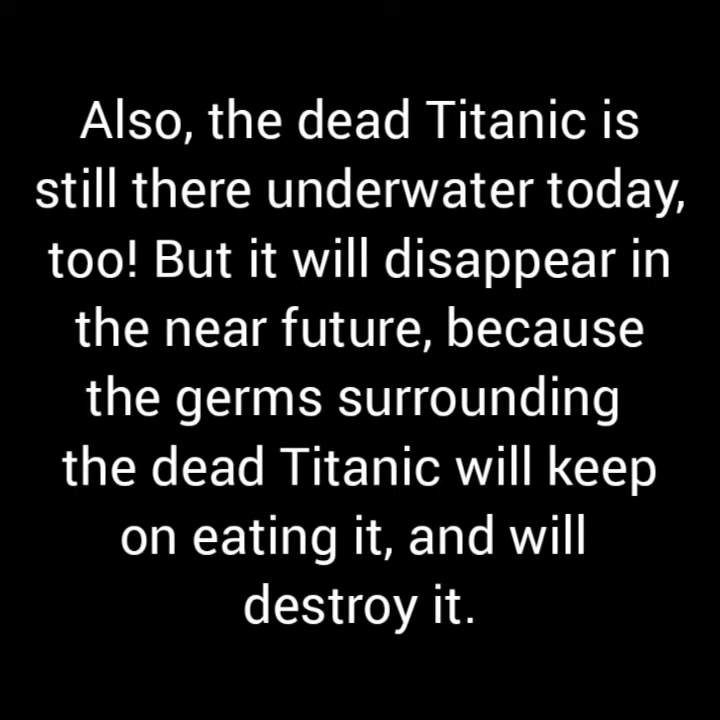 Also, the dead Titanic is
still there underwater today,
too! But it will disappear in
the near future, because
the germs surrounding
the dead Titanic will keep
on eating it, and will
destroy it.